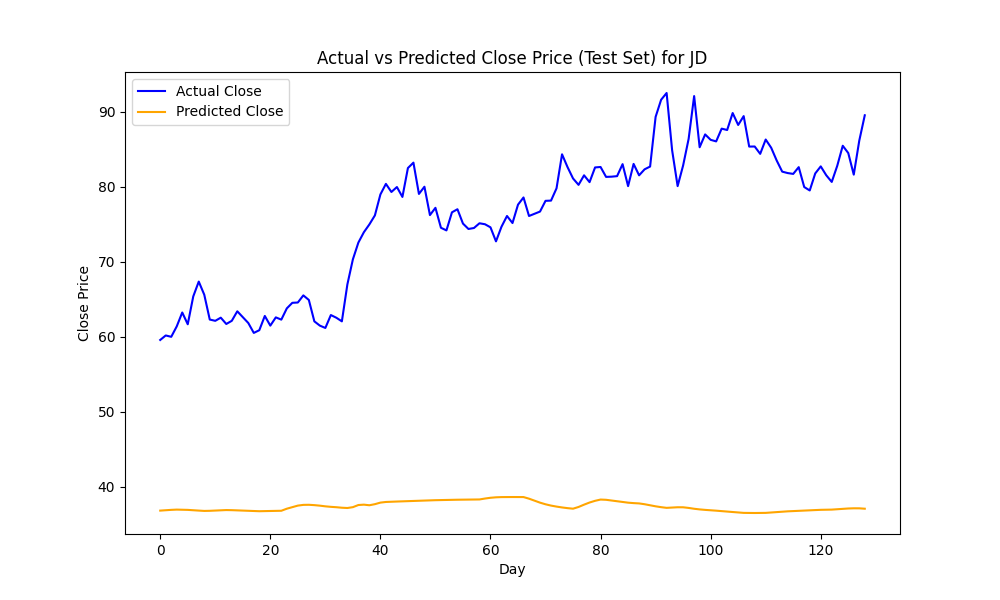 Actual vs Predicted Close Price (Test Set) for JD
Actual Close
Predicted Close
90
80
70
60
50
40
Close Price
0 20 40 60 80 100 120
Day